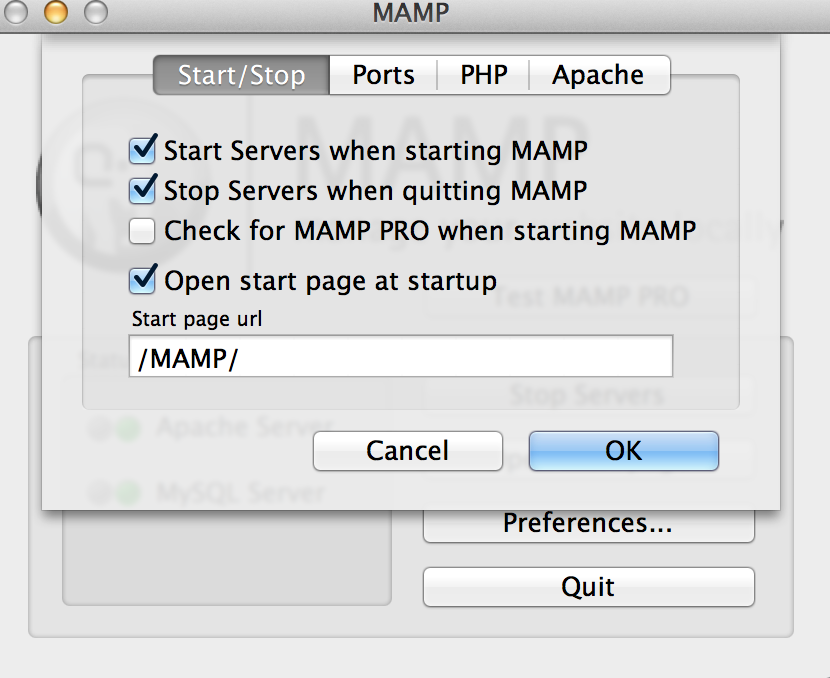 MAMP
Start/Stop Ports PHP Apache
MAMP
Start Servers when starting MAMP
Stop Servers when quitting MAMP
Check for MAMP PRO when starting MAMP
Open start page at startup
Test MAMP PRO
Start page url
/MAMP/
Stop Servers
Apache Server
Cancel OK
MySQL Server
Preferences...
Quit